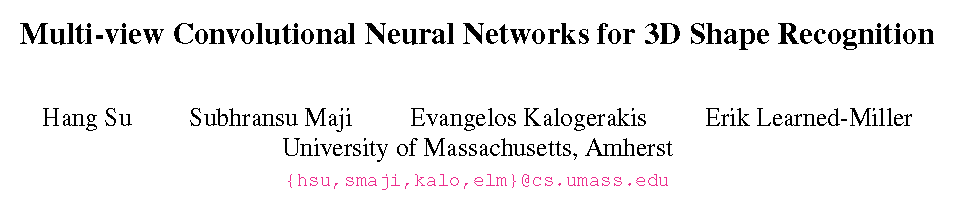 Multi-view Convolutional Neural Networks for 3D Shape Recognition
Hang Su Subhransu Maji Evangelos Kalogerakis Erik Learned-Miller
University of Massachusetts, Amherst
{hsu,smaji,kalo,elm}@cs.umass.edu